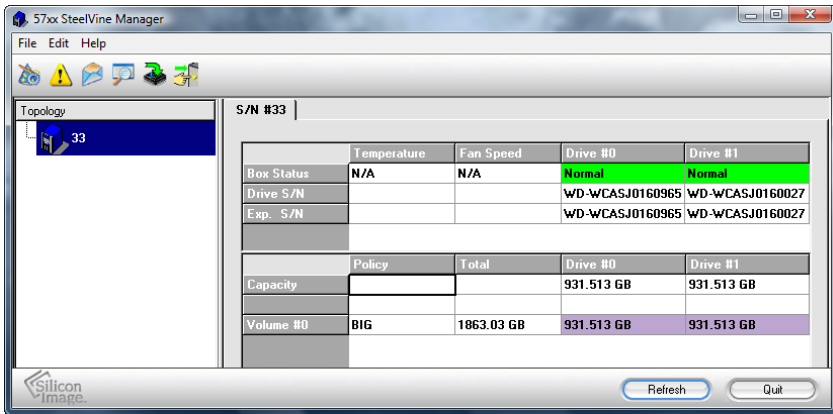 57xx SteelVine Manager
File Edit Help
Topology
33
S/N #33
Temperature Fan Speed Drive #0 Drive #1
Box Status N/A N/A Normal Normal
Drive S/N WD-WCASJ0160965 WD-WCASJ0160027
Exp. S/N WD-WCASJ0160965 WD-WCASJ0160027
Policy Total Drive #0 Drive #1
Capacity 931.513 GB 931.513 GB
Volume #0 BIG 1863.03 GB 931.513 GB 931.513 GB
Silicon
Image.
Refresh Quit